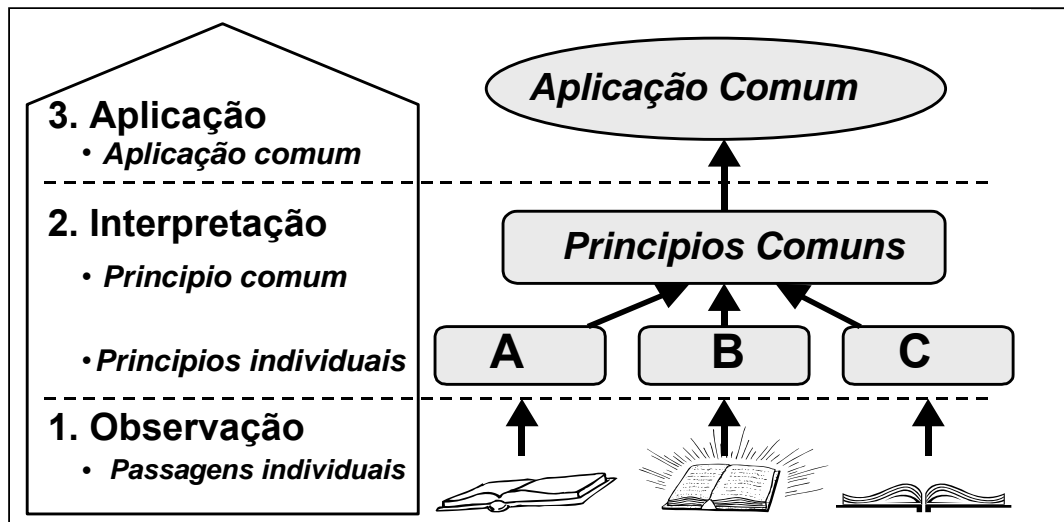 3. Aplicação
• Aplicação comum
2. Interpretação
• Principio comum
• Principios individuais
1. Observação
• Passagens individuais
Aplicação Comum
Principios Comuns
A B C